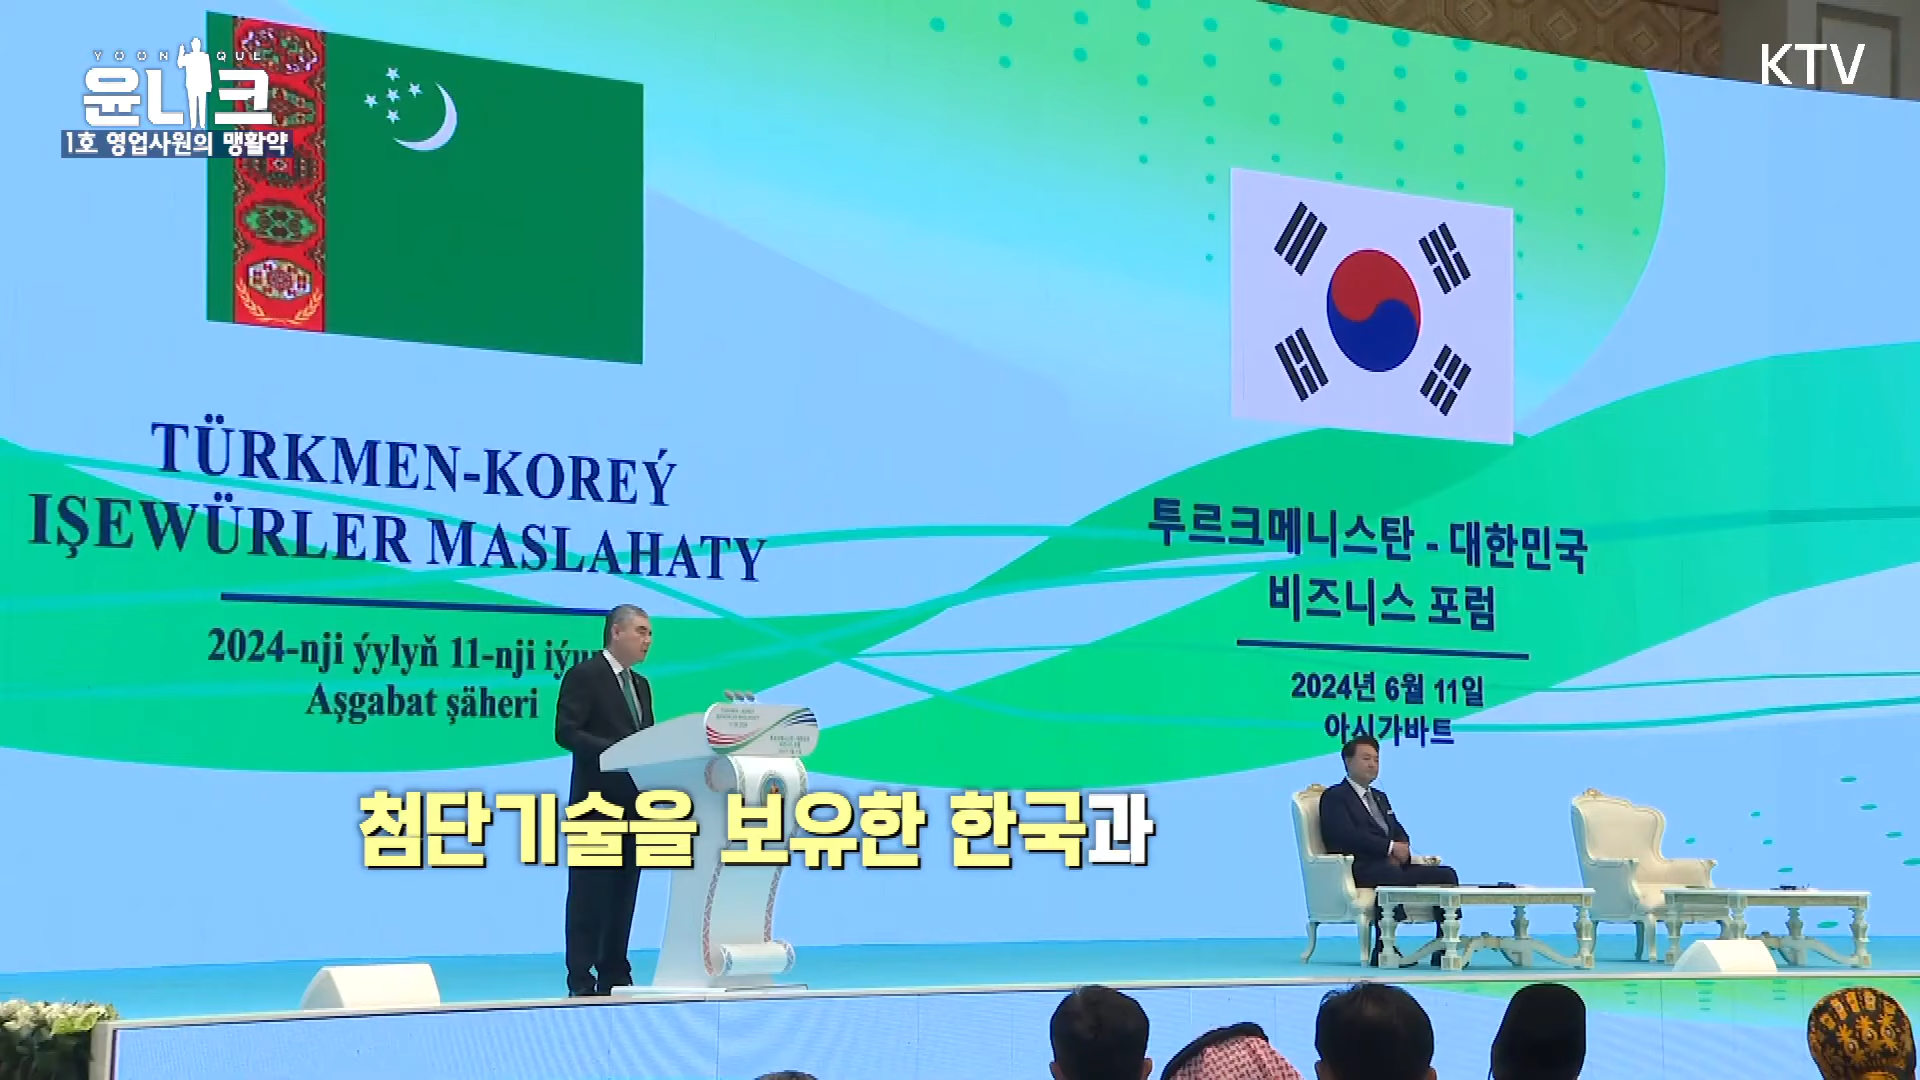 YOONIQUE
윤니크
1호 영업사원의 맹활약
KTV
TÜRKMEN-KOREÝ
IŞEWÜRLER MASLAHATY
2024-nji ýylyň 11-nji
Aşgabat şäheri
투르크메니스탄 - 대한민국
비즈니스 포럼
2024년 6월 11일
아시가바트
첨단기술을 보유한 한국과